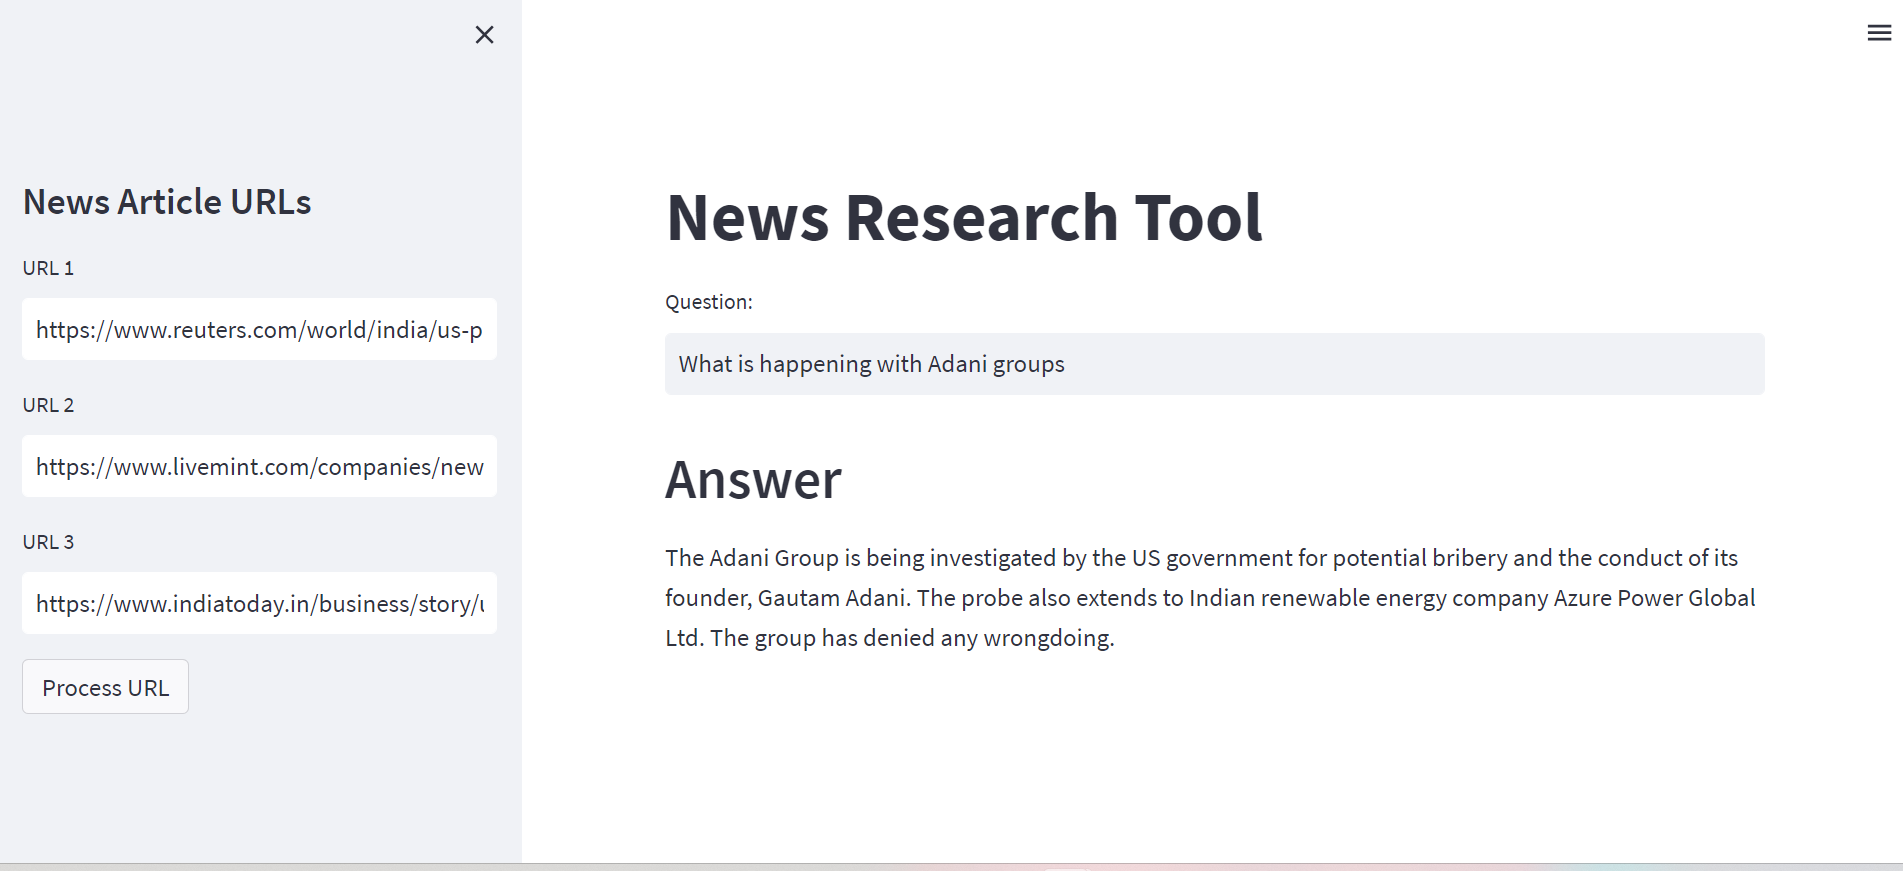 News Article URLs
URL 1
https://www.reuters.com/world/india/us-p
URL 2
https://www.livemint.com/companies/new
URL 3
https://www.indiatoday.in/business/story/u
Process URL
News Research Tool
Question:
What is happening with Adani groups
Answer
The Adani Group is being investigated by the US government for potential bribery and the conduct of its
founder, Gautam Adani. The probe also extends to Indian renewable energy company Azure Power Global
Ltd. The group has denied any wrongdoing.